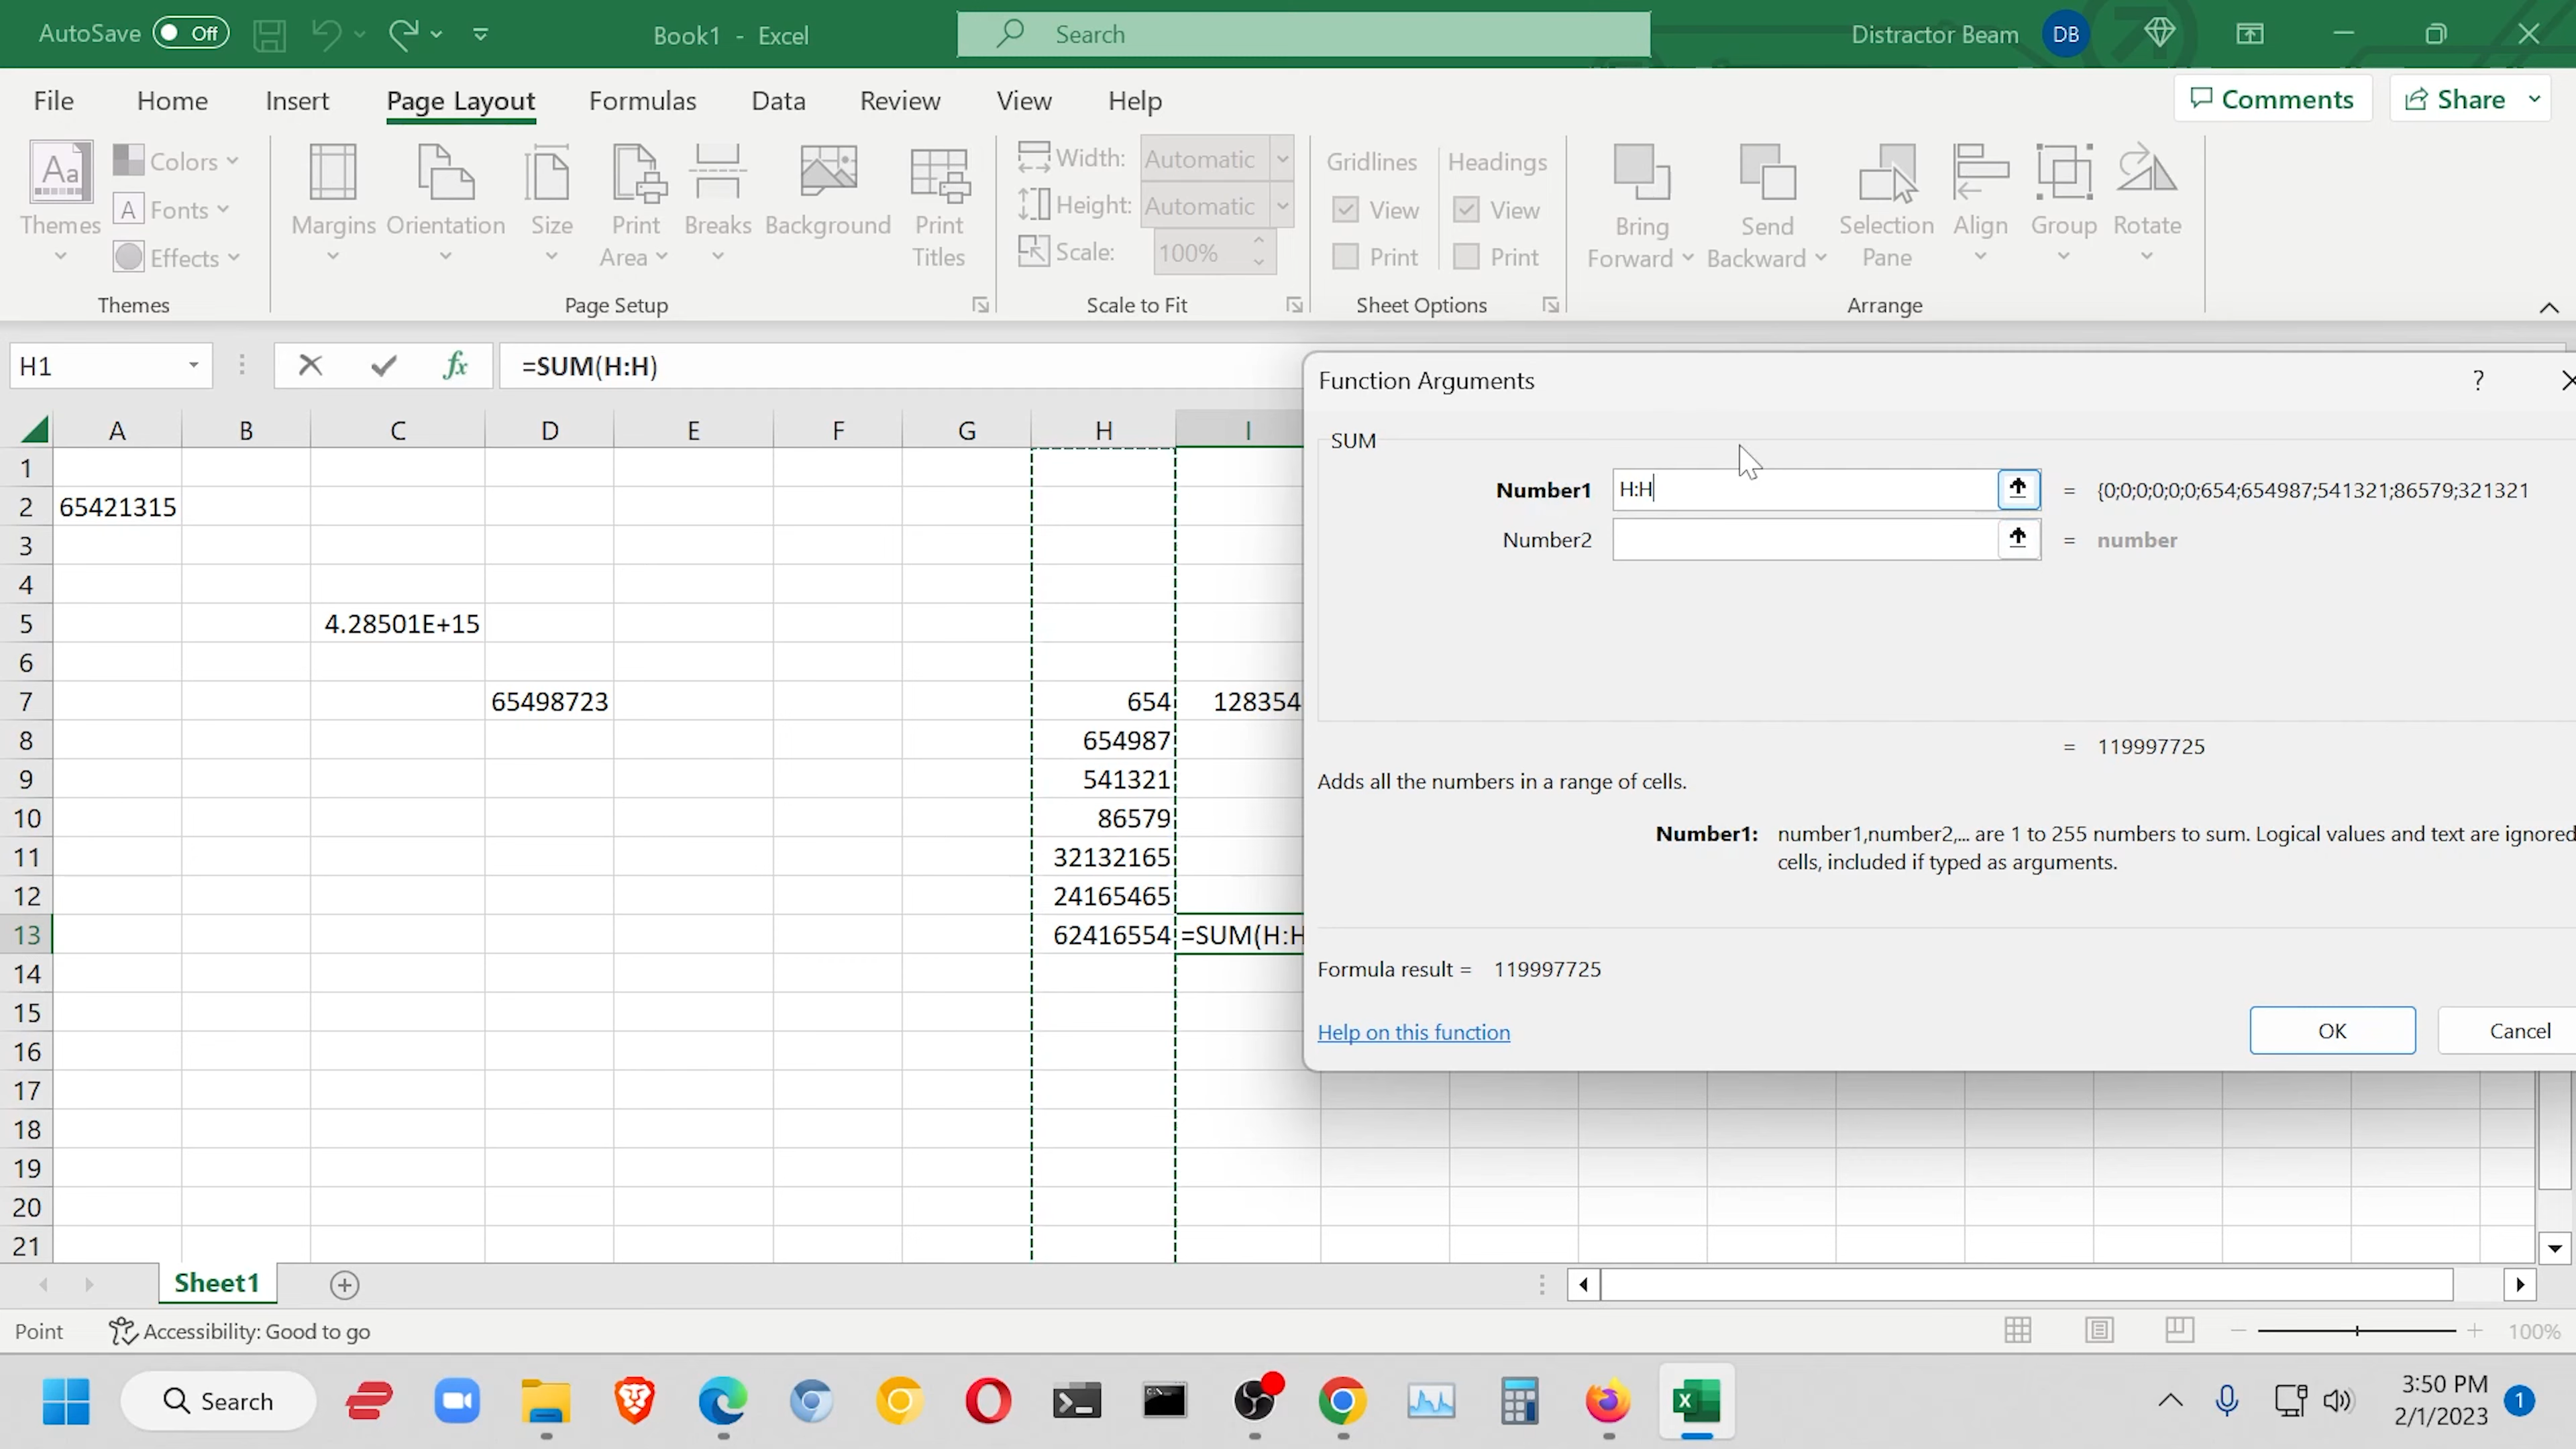 AutoSave Off Book1 - Excel Search Distractor Beam DB
File Home Insert Page Layout Formulas Data Review View Help Comments Share
Aa Themes
Colors
A Fonts
Effects
Themes
Margins Orientation Size Print Area Breaks Background Print Titles
Page Setup
Width: Automatic
Height: Automatic
Scale: 100%
Scale to Fit
Gridlines Headings
View View
Print Print
Sheet Options
Bring Forward Send Backward Selection Pane Align Group Rotate
Arrange
H1 fx =SUM(H:H)
A B C D E F G H I
1
2 65421315
3
4
5 4.28501E+15
6
7 65498723 654 128354
8 654987
9 541321
10 86579
11 32132165
12 24165465
13 62416554 =SUM(H:H
14
15
16
17
18
19
20
21
Function Arguments ?
SUM
Number1 H:H = {0;0;0;0;0;0;654;654987;541321;86579;321321
Number2 = number
= 119997725
Adds all the numbers in a range of cells.
Number1: number1,number2,... are 1 to 255 numbers to sum. Logical values and text are ignored
cells, included if typed as arguments.
Formula result = 119997725
Help on this function OK Cancel
Sheet1
Point Accessibility: Good to go 100%
Search 3:50 PM
2/1/2023 1